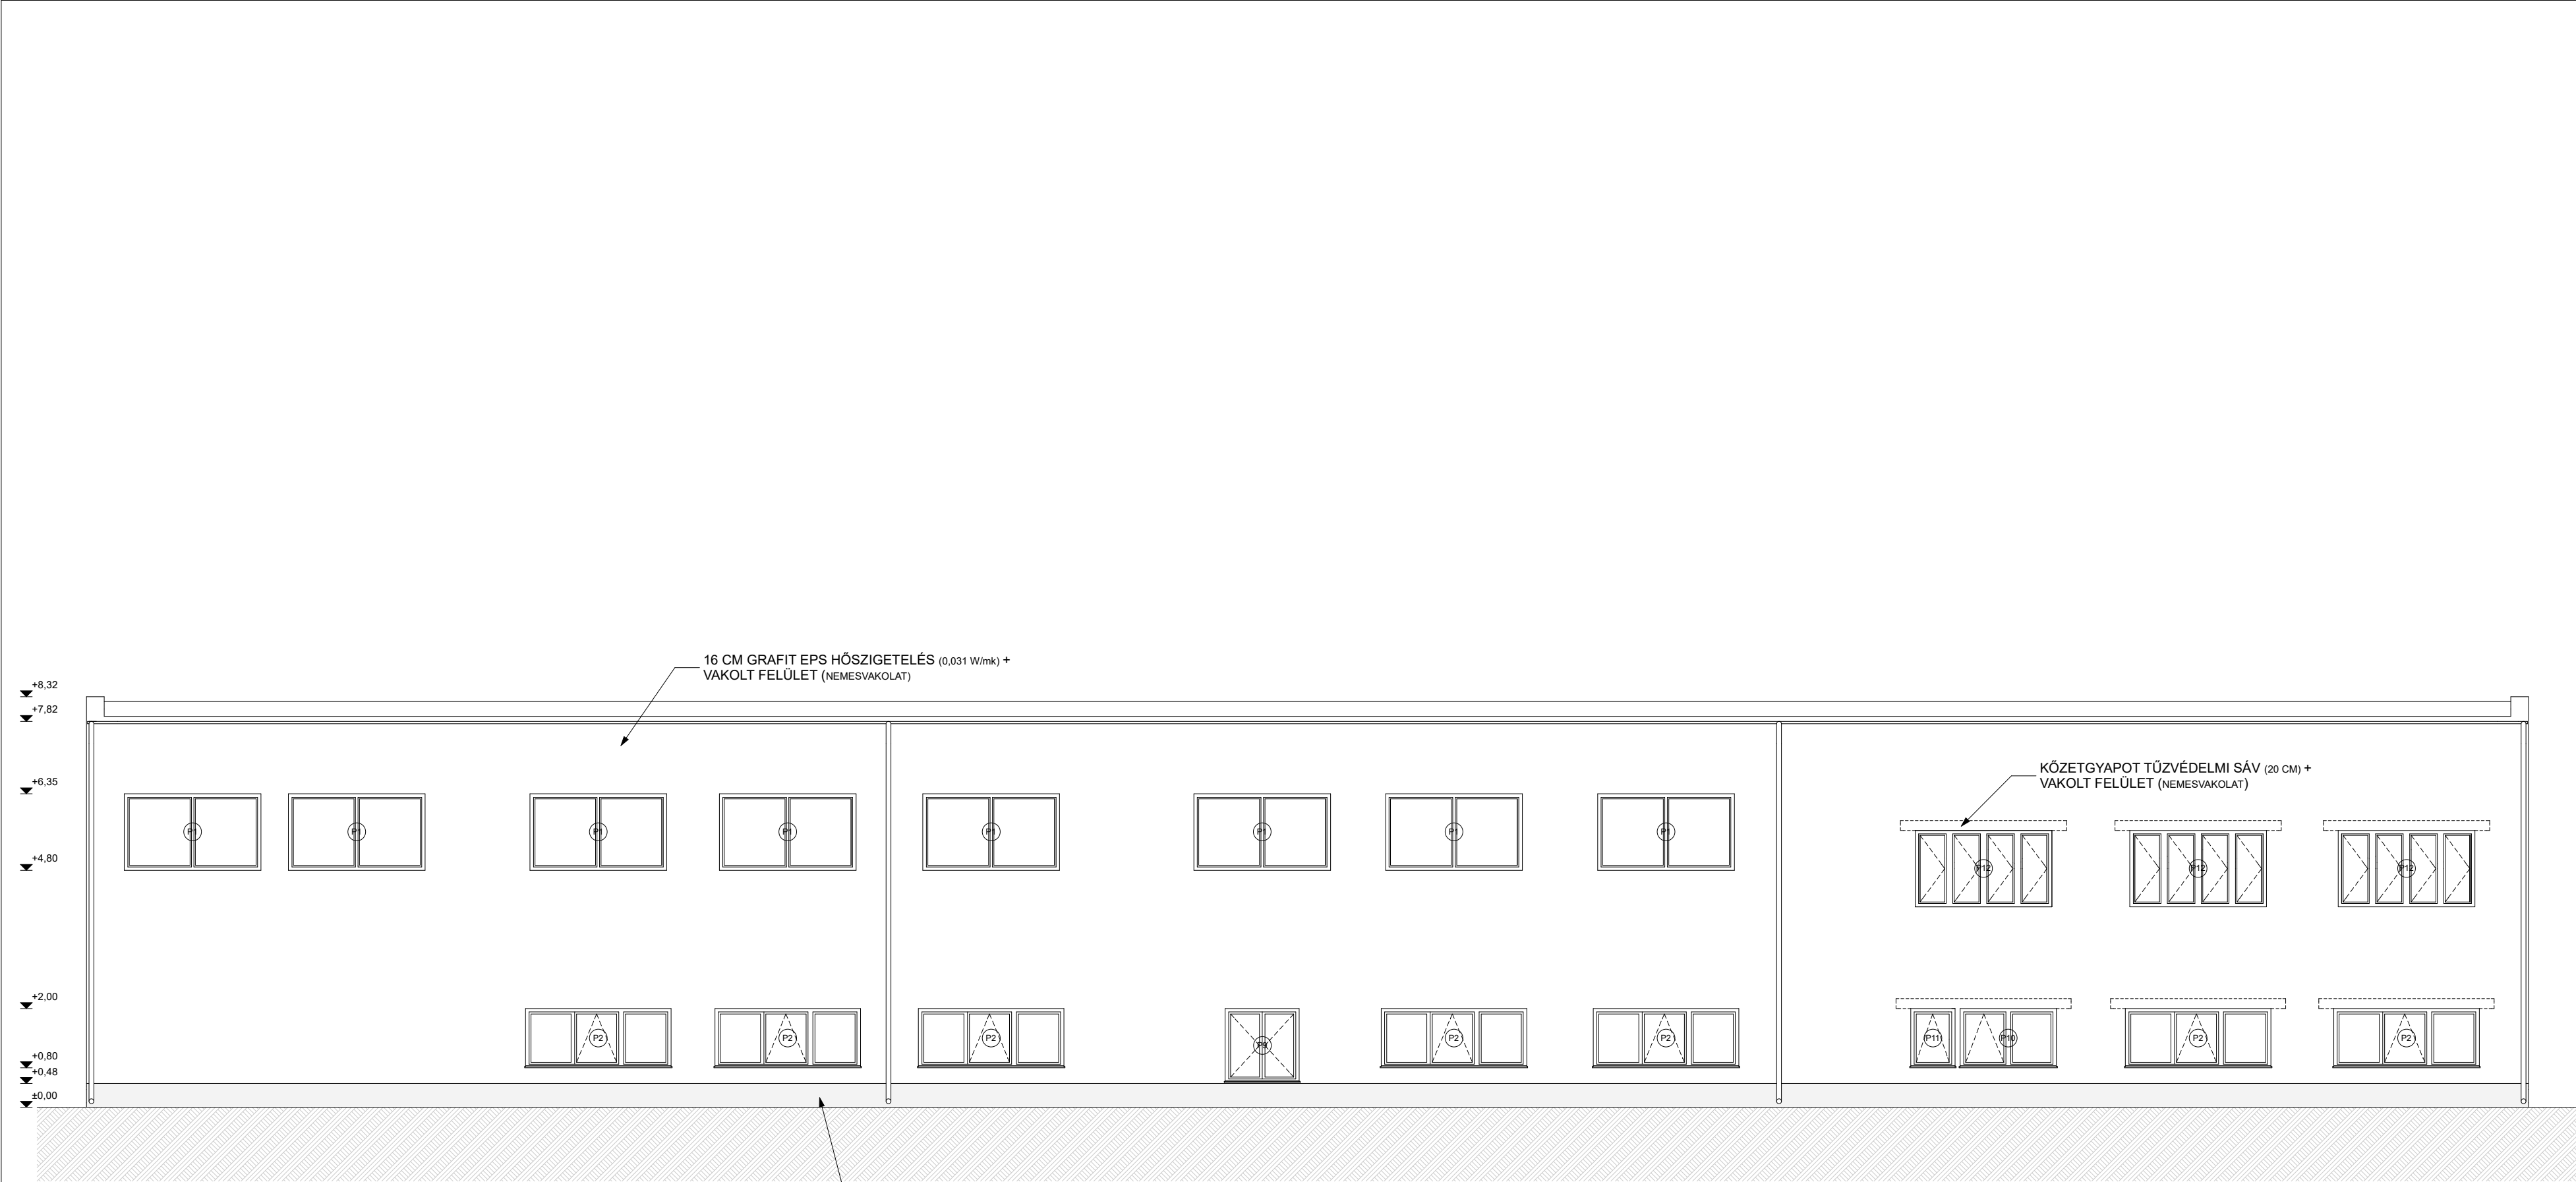 16 CM GRAFIT EPS HŐSZIGETELÉS (0,031 W/mk) +
VAKOLT FELÜLET (NEMESVAKOLAT)
+8,32
+7,82
KŐZETGYAPOT TŰZVÉDELMI SÁV (20 CM) +
VAKOLT FELÜLET (NEMESVAKOLAT)
+6,35
P1 P1 P1 P1 P1 P1 P1 P1
+4,80
P12 P12 P12
+2,00
P2 P2 P2 P9 P2 P2 P11 P10 P2 P2
+0,80
+0,48
±0,00